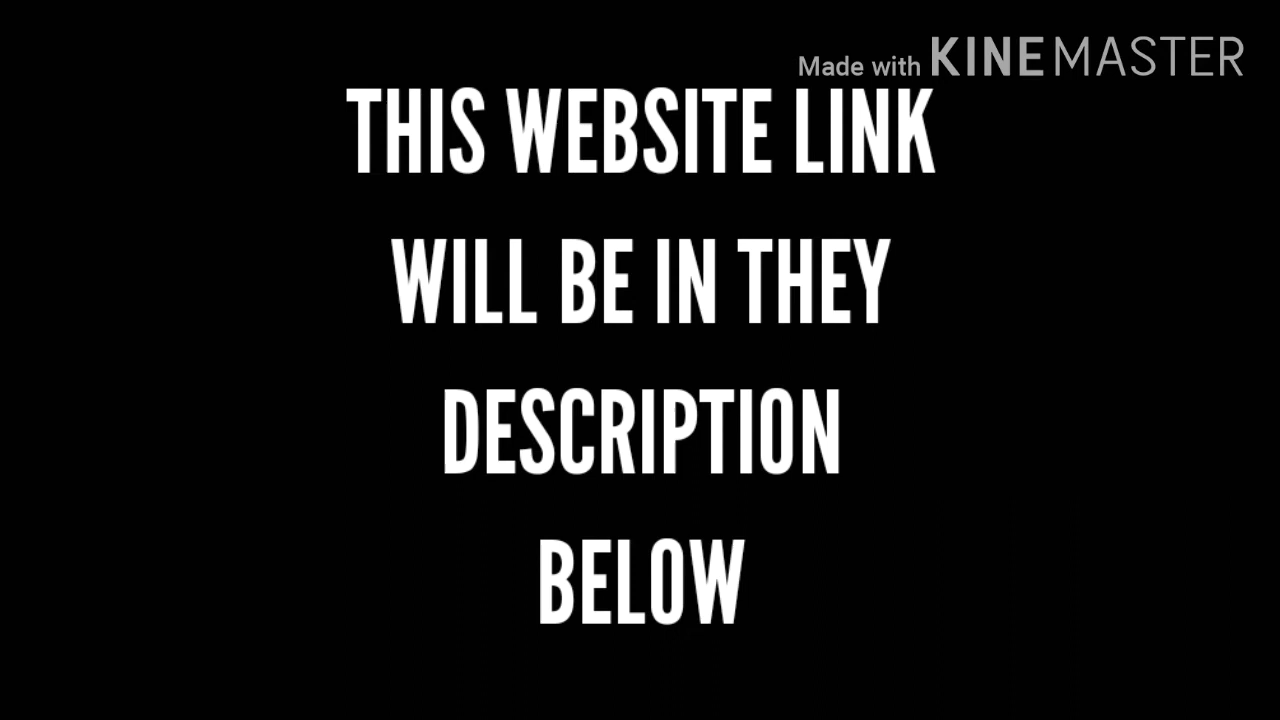 Made with KINEMASTER
THIS WEBSITE LINK
WILL BE IN THEY
DESCRIPTION
BELOW